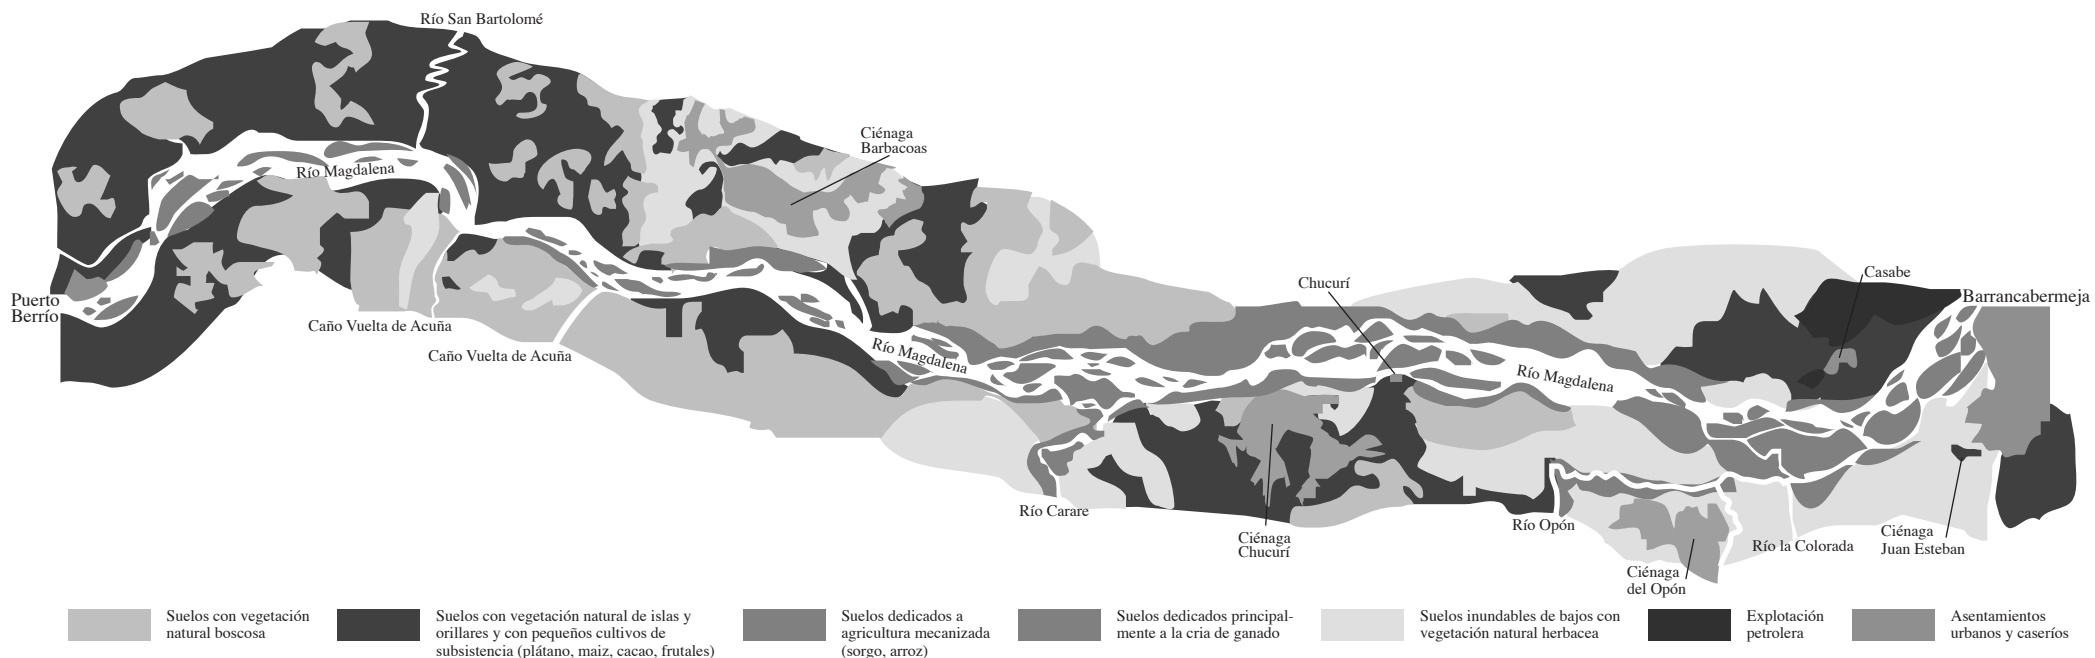 Río San Bartolomé
Ciénaga
Barbacoas
Río Magdalena
Puerto
Berrío
Caño Vuelta de Acuña
Caño Vuelta de Acuña
Río Magdalena
Chucurí
Casabe
Barrancabermeja
Río Magdalena
Río Carare
Ciénaga
Chucurí
Río Opón
Ciénaga
del Opón
Río la Colorada
Ciénaga
Juan Esteban
Suelos con vegetación
natural boscosa
Suelos con vegetación natural de islas y
orillares y con pequeños cultivos de
subsistencia (plátano, maiz, cacao, frutales)
Suelos dedicados a
agricultura mecanizada
(sorgo, arroz)
Suelos dedicados principal-
mente a la cria de ganado
Suelos inundables de bajos con
vegetación natural herbacea
Explotación
petrolera
Asentamientos
urbanos y caseríos